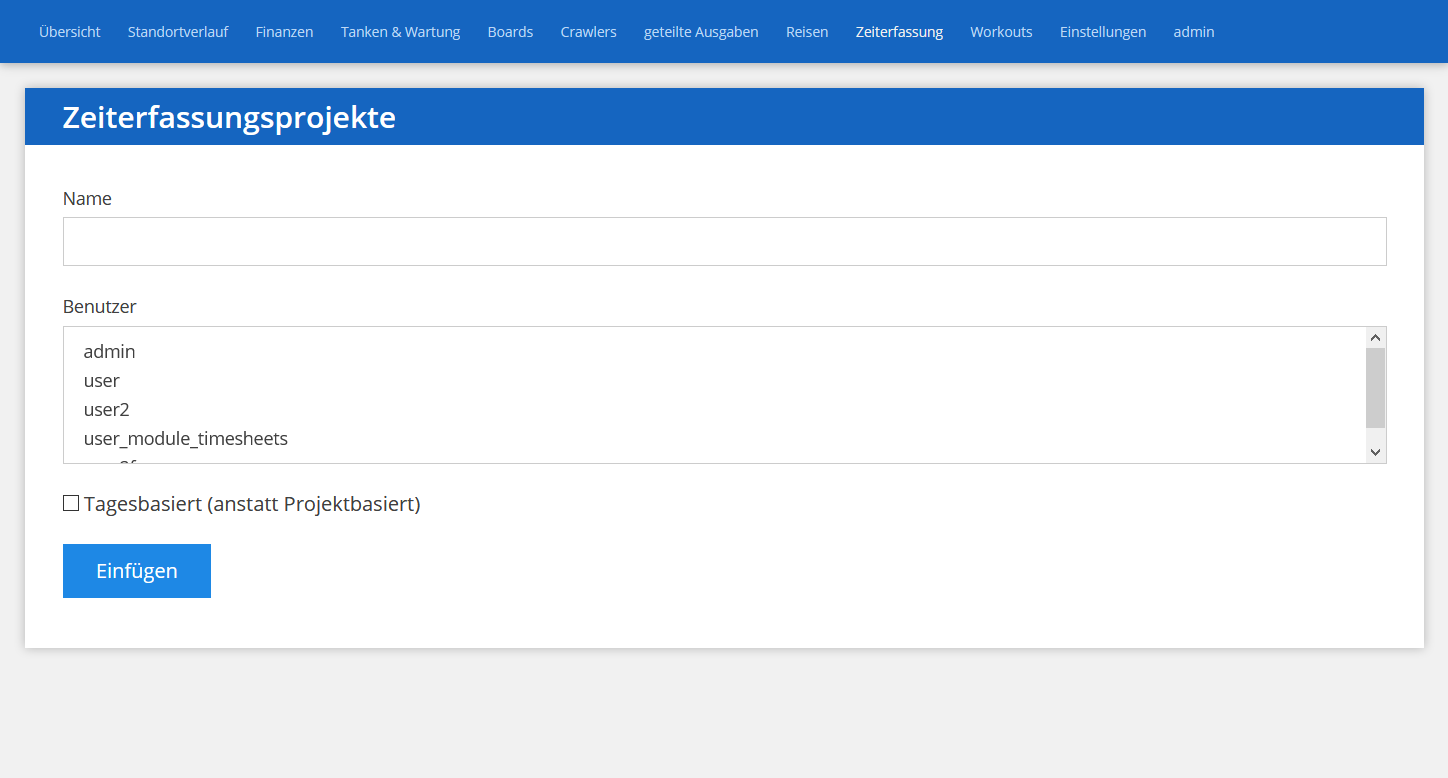 Übersicht Standortverlauf Finanzen Tanken & Wartung Boards Crawlers geteilte Ausgaben Reisen Zeiterfassung Workouts Einstellungen admin
Zeiterfassungsprojekte
Name
Benutzer
admin
user
user2
user_module_timesheets
Tagesbasiert (anstatt Projektbasiert)
Einfügen